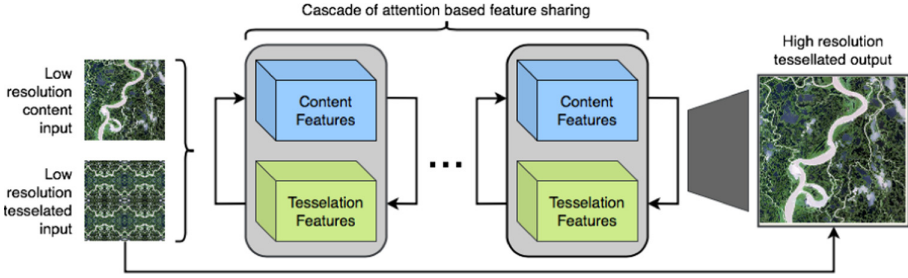 Cascade of attention based feature sharing
Low
resolution
content
input
Low
resolution
tesselated
input
Content
Features
Tesselation
Features
...
Content
Features
Tesselation
Features
High resolution
tessellated output